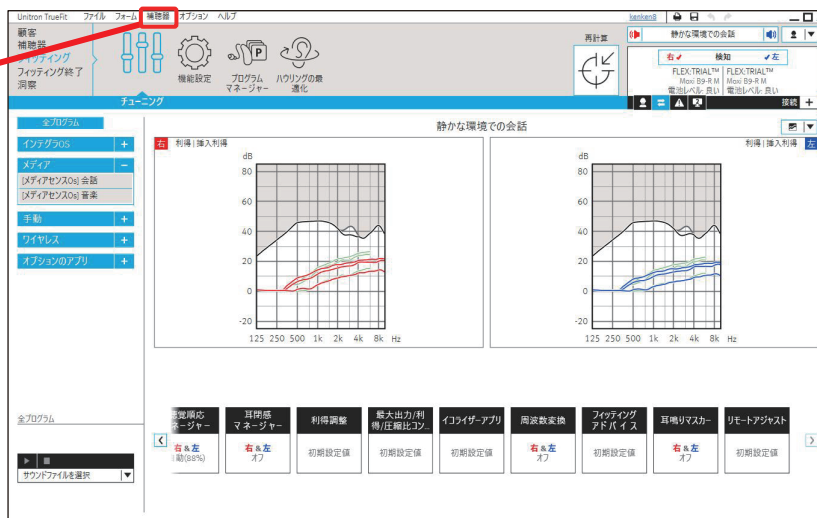 Unitron TrueFit ファイル フォーム 補聴器 オプション ヘルプ
kenken8
顧客
補聴器
フィッティング
フィッティング終了
洞察
機能設定
プログラム
マネージャー
ハウリングの最
適化
再計算
静かな環境での会話
右 検知 左
FLEX:TRIAL™ FLEX:TRIAL™
Moxi B9-R M Moxi B9-R M
電池レベル: 良い 電池レベル: 良い
チューニング
接続 +
全プログラム
インテグラOS +
メディア −
[メディアセンスOs] 会話
[メディアセンスOs] 音楽
手動 +
ワイヤレス +
オプションのアプリ +
静かな環境での会話
右 利得 | 挿入利得
dB
80
60
40
20
0
-20
125 250 500 1k 2k 4k 8k Hz
利得 | 挿入利得 左
dB
80
60
40
20
0
-20
125 250 500 1k 2k 4k 8k Hz
全プログラム
サウンドファイルを選択
覚順応
ネージャー
右 & 左
動(88%)
耳閉感
マネージャー
右 & 左
オフ
利得調整
初期設定値
最大出力/利
得/圧縮比コン...
初期設定値
イコライザーアプリ
初期設定値
周波数変換
右 & 左
オフ
フィッティング
アドバイス
初期設定値
耳鳴りマスカー
右 & 左
オフ
リモートアジャスト
初期設定値